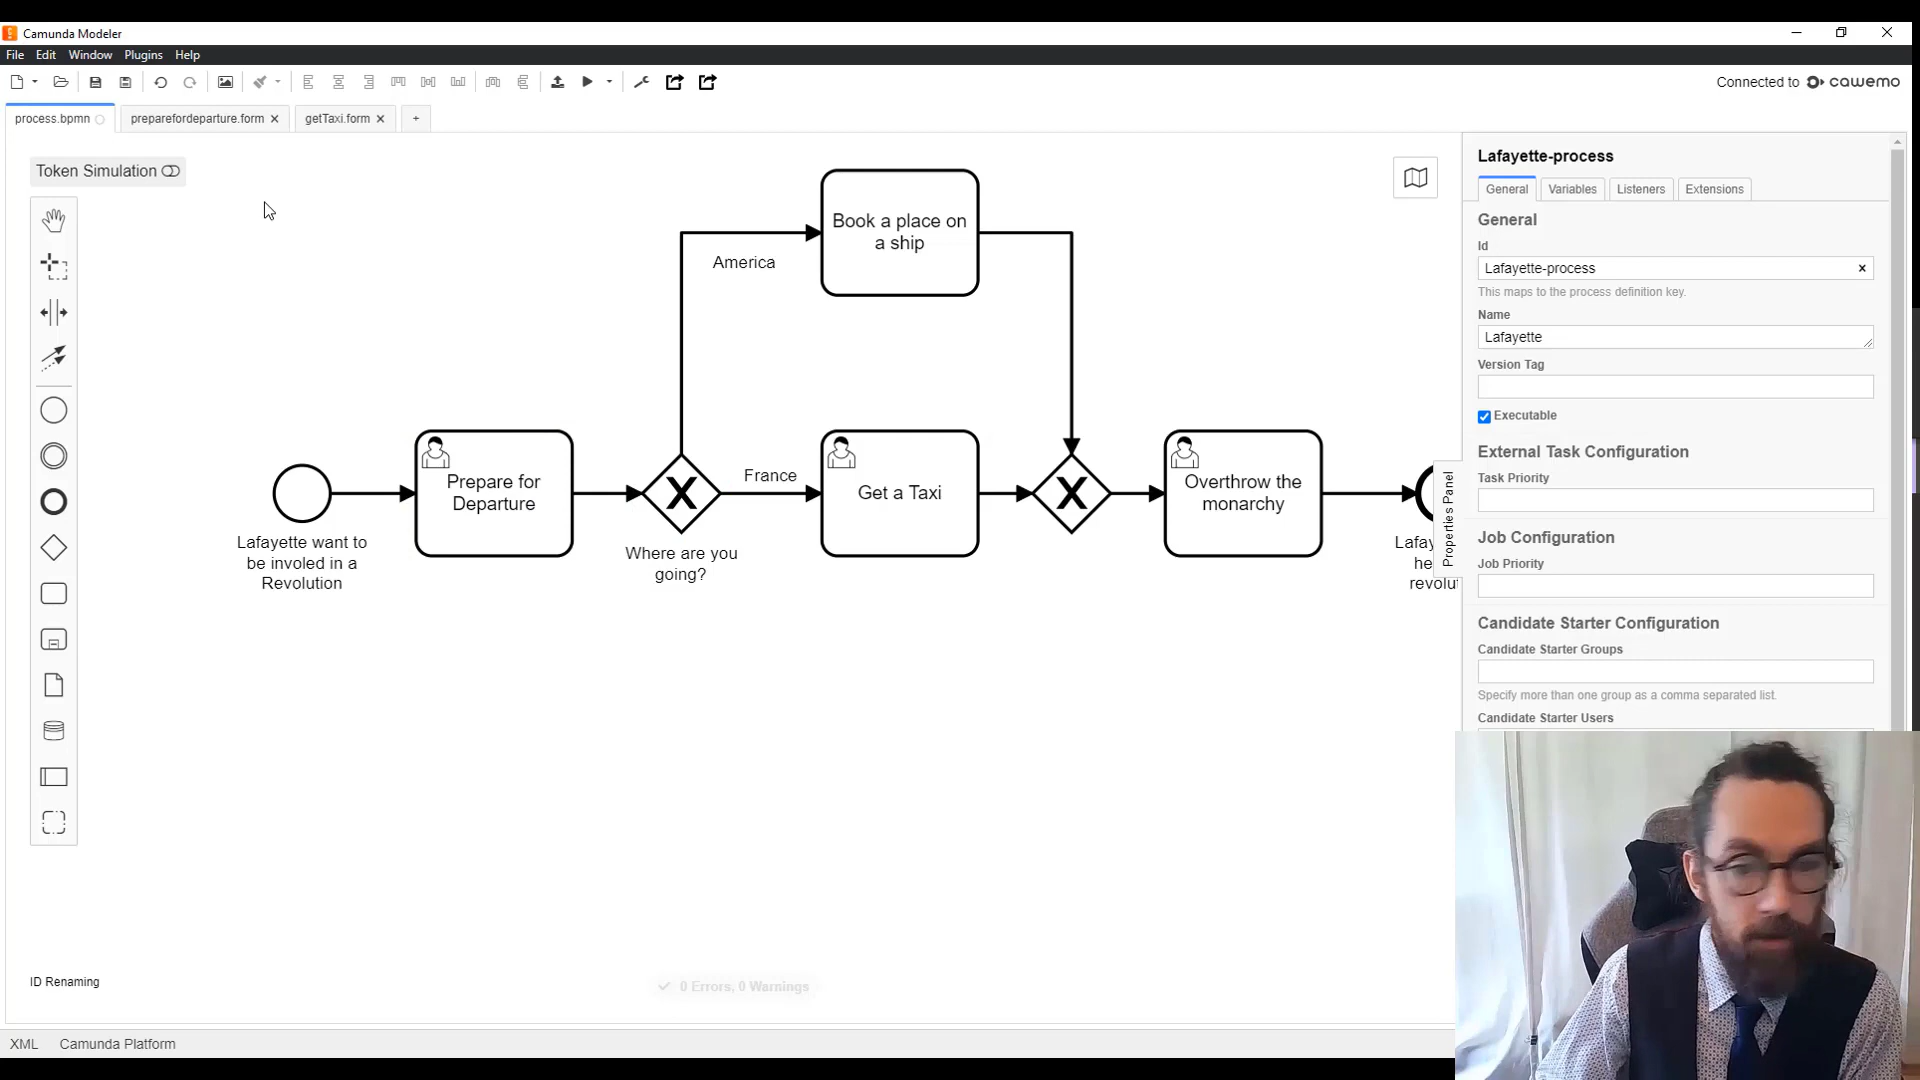 Camunda Modeler
File Edit Window Plugins Help
Connected to cawemo
process.bpmn
preparefordeparture.form
getTaxi.form
+
Token Simulation
Lafayette want to
be involed in a
Revolution
Prepare for
Departure
Where are you
going?
America
France
Book a place on
a ship
Get a Taxi
Overthrow the
monarchy
Lafay
he
revolut
Properties Panel
Lafayette-process
General Variables Listeners Extensions
General
Id
Lafayette-process
This maps to the process definition key.
Name
Lafayette
Version Tag
Executable
External Task Configuration
Task Priority
Job Configuration
Job Priority
Candidate Starter Configuration
Candidate Starter Groups
Specify more than one group as a comma separated list.
Candidate Starter Users
ID Renaming
0 Errors, 0 Warnings
XML Camunda Platform